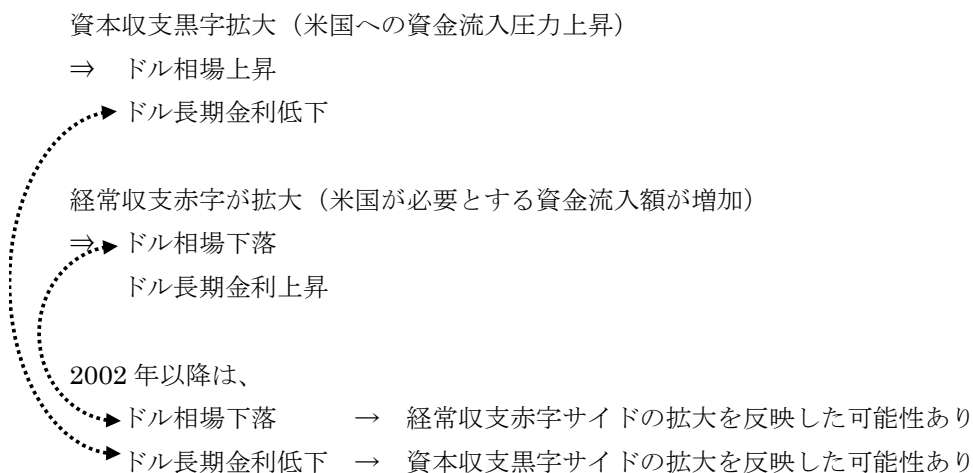 資本収支黒字拡大（米国への資金流入圧力上昇）
⇒ ドル相場上昇
ドル長期金利低下
経常収支赤字が拡大（米国が必要とする資金流入額が増加）
⇒ ドル相場下落
ドル長期金利上昇
2002 年以降は、
ドル相場下落 → 経常収支赤字サイドの拡大を反映した可能性あり
ドル長期金利低下 → 資本収支黒字サイドの拡大を反映した可能性あり